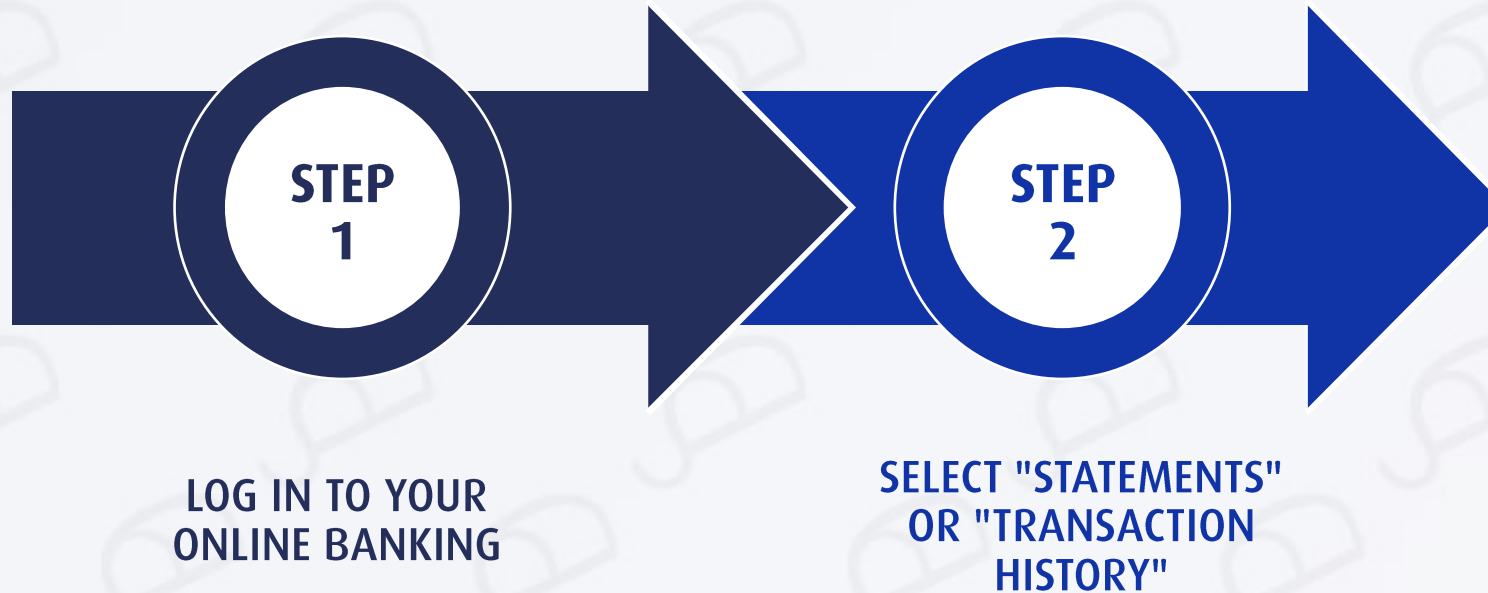 STEP
1
STEP
2
LOG IN TO YOUR
ONLINE BANKING
SELECT "STATEMENTS"
OR "TRANSACTION
HISTORY"